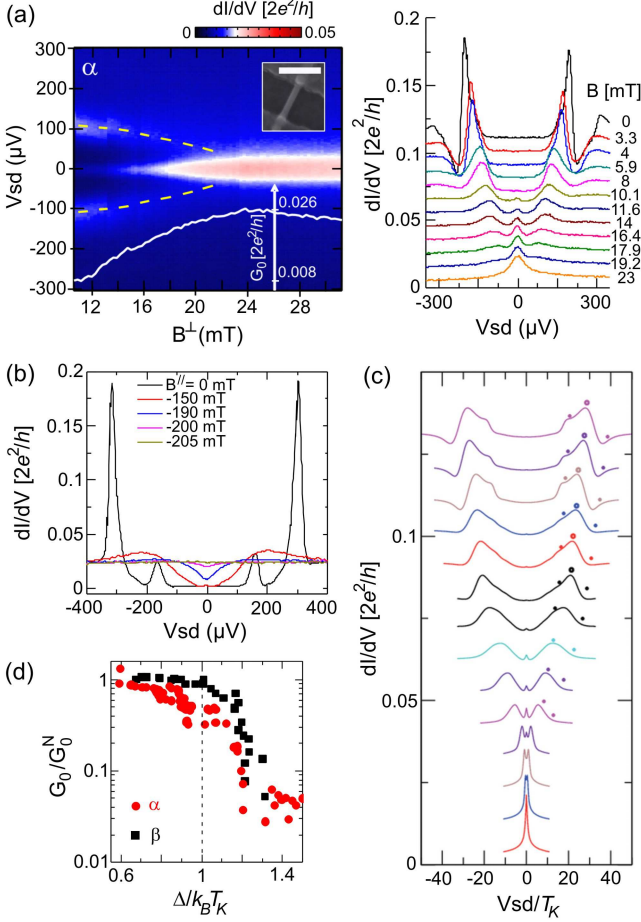 (a)
dI/dV [2e²/h]
0
0.05
α
300
200
100
0
-100
-200
-300
Vsd (µV)
0.026
G₀[2e²/h]
0.008
12
16
20
24
28
B⊥(mT)
dI/dV [2e²/h]
0.2
0.15
0.1
0.05
0
B [mT]
0
3.3
4
5.9
8
10.1
11.6
14
16.4
17.9
19.2
23
-300
0
300
Vsd (µV)
(b)
B^// = 0 mT
-150 mT
-190 mT
-200 mT
-205 mT
dI/dV [2e²/h]
0.2
0.15
0.1
0.05
0
-400
-200
0
200
400
Vsd (µV)
(c)
dI/dV [2e²/h]
0.1
0.05
0
-40
-20
0
20
40
Vsd/T_K
(d)
G₀/G₀^N
1
0.1
0.01
α
β
0.6
1
1.4
Δ/k_BT_K